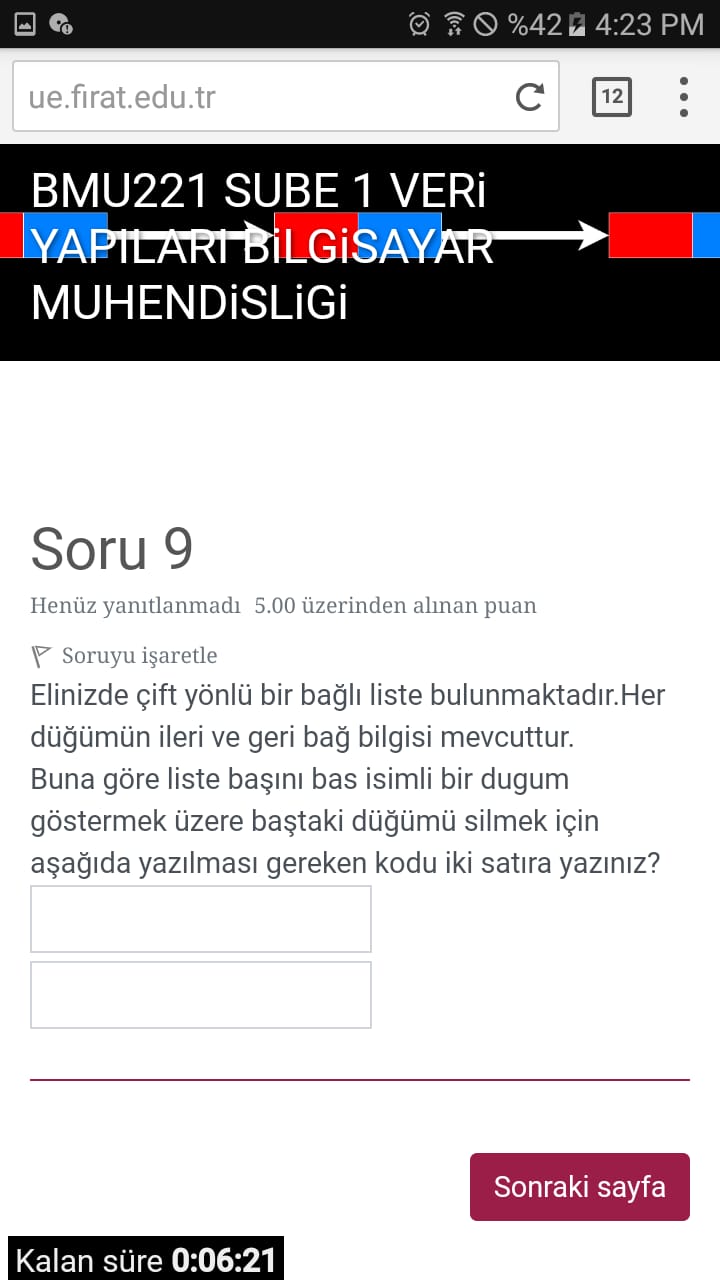 %42 4:23 PM
ue.firat.edu.tr
12
BMU221 SUBE 1 VERi
YAPILARI BiLGiSAYAR
MUHENDiSLiGi
Soru 9
Henüz yanıtlanmadı 5.00 üzerinden alınan puan
Soruyu işaretle
Elinizde çift yönlü bir bağlı liste bulunmaktadır.Her
düğümün ileri ve geri bağ bilgisi mevcuttur.
Buna göre liste başını bas isimli bir dugum
göstermek üzere baştaki düğümü silmek için
aşağıda yazılması gereken kodu iki satıra yazınız?
Sonraki sayfa
Kalan süre 0:06:21